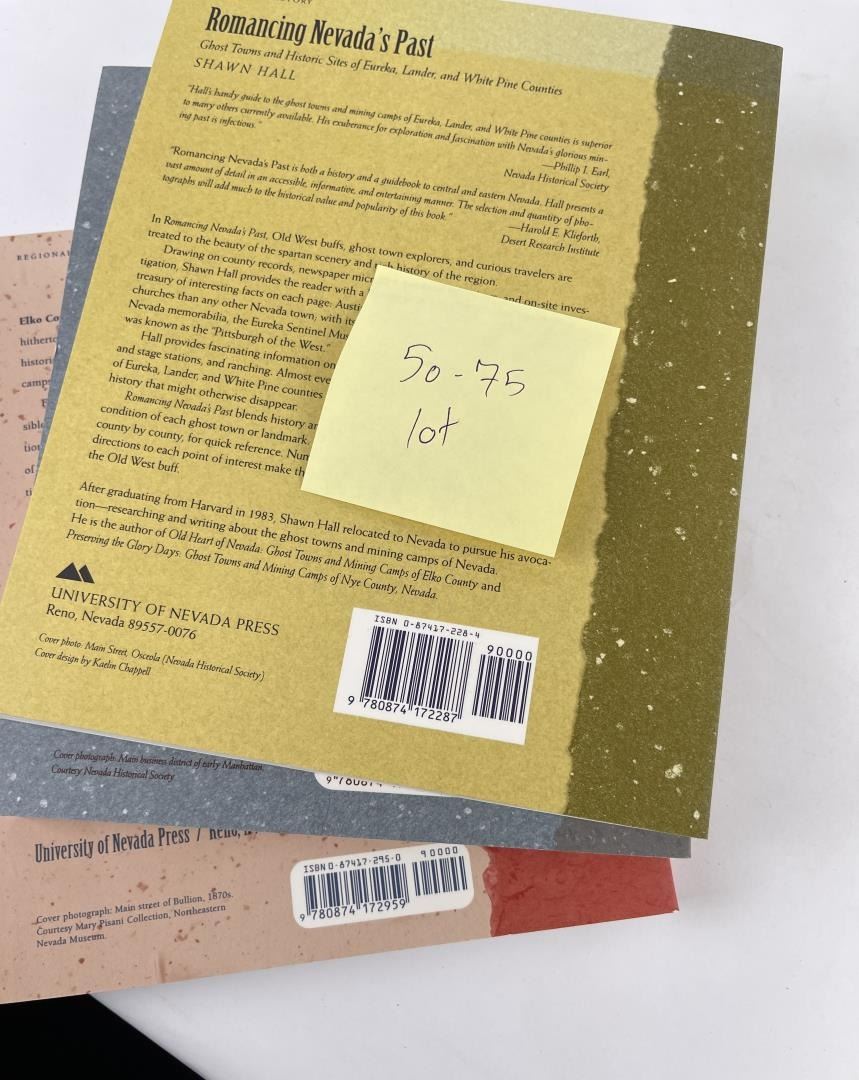 Romancing Nevada's Past
Ghost Towns and Historic Sites of Eureka, Lander, and White Pine Counties
SHAWN HALL
"Hall's handy guide to the ghost towns and mining camps of Eureka, Lander, and White Pine counties is superior
to many others currently available. His exuberance for exploration and fascination with Nevada's glorious min-
ing past is infectious."
—Phillip I. Earl,
Nevada Historical Society
"Romancing Nevada's Past is both a history and a guidebook to central and eastern Nevada. Hall presents a
vast amount of detail in an accessible, informative, and entertaining manner. The selection and quantity of pho-
tographs will add much to the historical value and popularity of this book."
—Harold E. Klieforth,
Desert Research Institute
In Romancing Nevada's Past, Old West buffs, ghost town explorers, and curious travelers are
treated to the beauty of the spartan scenery and history of the region.
Drawing on county records, newspaper and on-site inves-
tigation, Shawn Hall provides the reader with a
treasury of interesting facts on each page:
churches than any other Nevada town; with its
Nevada memorabilia, the Eureka Sentinel
was known as the "Pittsburgh of the West."
Hall provides fascinating information on
and stage stations, and ranching. Almost
of Eureka, Lander, and White Pine counties
history that might otherwise disappear.
Romancing Nevada's Past blends history
condition of each ghost town or landmark.
county by county, for quick reference.
directions to each point of interest make
the Old West buff.
50-75
lot
After graduating from Harvard in 1983, Shawn Hall relocated to Nevada to pursue his avoca-
tion—researching and writing about the ghost towns and mining camps of Nevada.
He is the author of Old Heart of Nevada: Ghost Towns and Mining Camps of Elko County and
Preserving the Glory Days: Ghost Towns and Mining Camps of Nye County, Nevada.
UNIVERSITY OF NEVADA PRESS
Reno, Nevada 89557-0076
Cover photo: Main Street, Osceola (Nevada Historical Society)
Cover design by Kaelin Chappell
ISBN 0-87417-228-4
90000
9 780874 172287
Cover photograph: Main business district of early Manhattan.
Courtesy Nevada Historical Society
REGIONAL
Elko
University of Nevada Press / Reno,
Cover photograph: Main street of Bullion, 1870s.
Courtesy Mary Pisani Collection, Northeastern
Nevada Museum.
ISBN 0-87417-295-0
90000
9 780874 172959